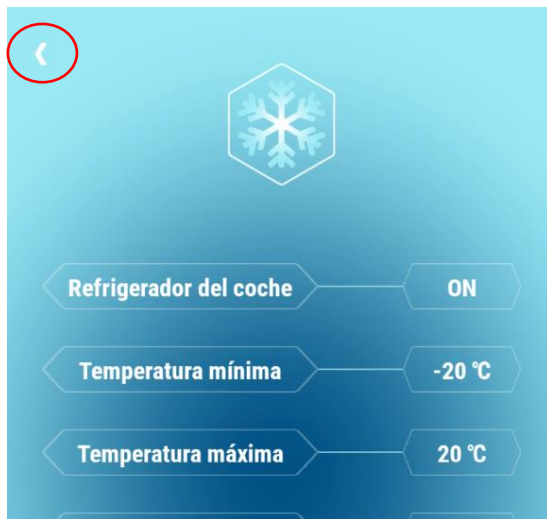 Refrigerador del coche ON
Temperatura mínima -20 ℃
Temperatura máxima 20 ℃